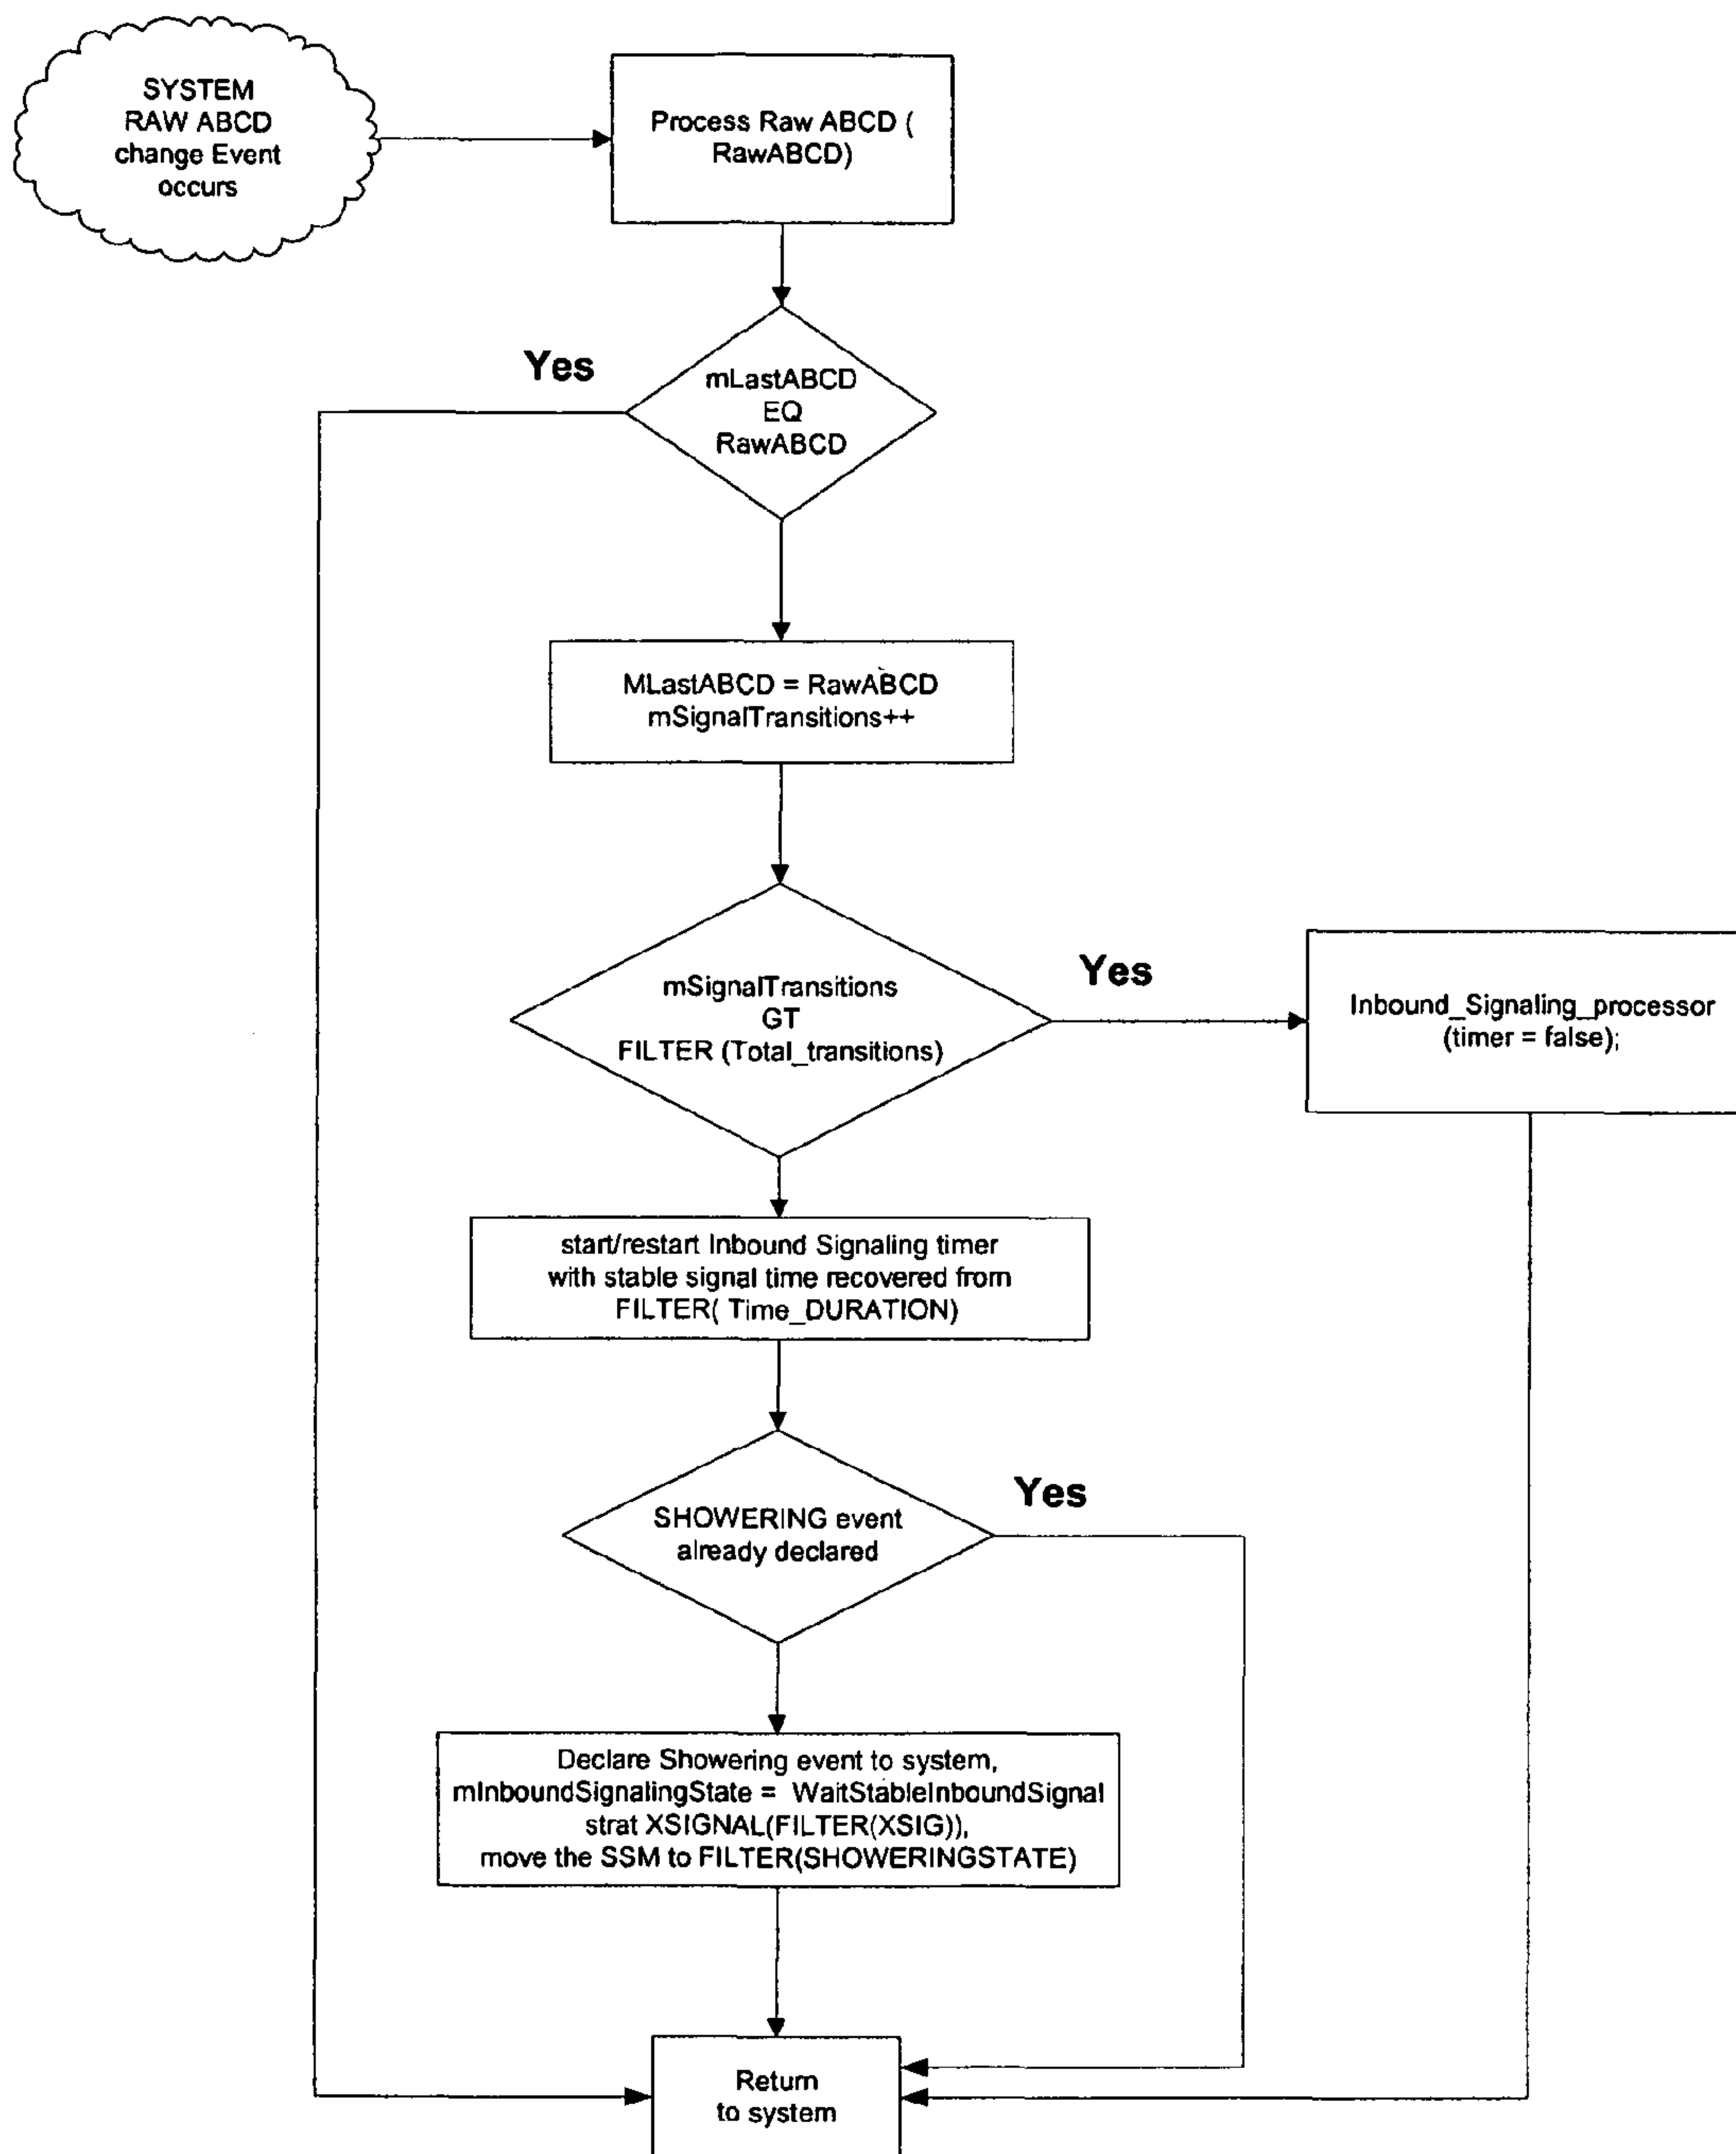 SYSTEM
RAW ABCD
change Event
occurs
Process Raw ABCD (
RawABCD)
Yes
mLastABCD
EQ
RawABCD
MLastABCD = RawABCD
mSignalTransitions++
mSignalTransitions
GT
FILTER (Total_transitions)
Yes
Inbound_Signaling_processor
(timer = false);
start/restart Inbound Signaling timer
with stable signal time recovered from
FILTER( Time_DURATION)
SHOWERING event
already declared
Yes
Declare Showering event to system,
mInboundSignalingState = WaitStableInboundSignal
strat XSIGNAL(FILTER(XSIG)),
move the SSM to FILTER(SHOWERINGSTATE)
Return
to system